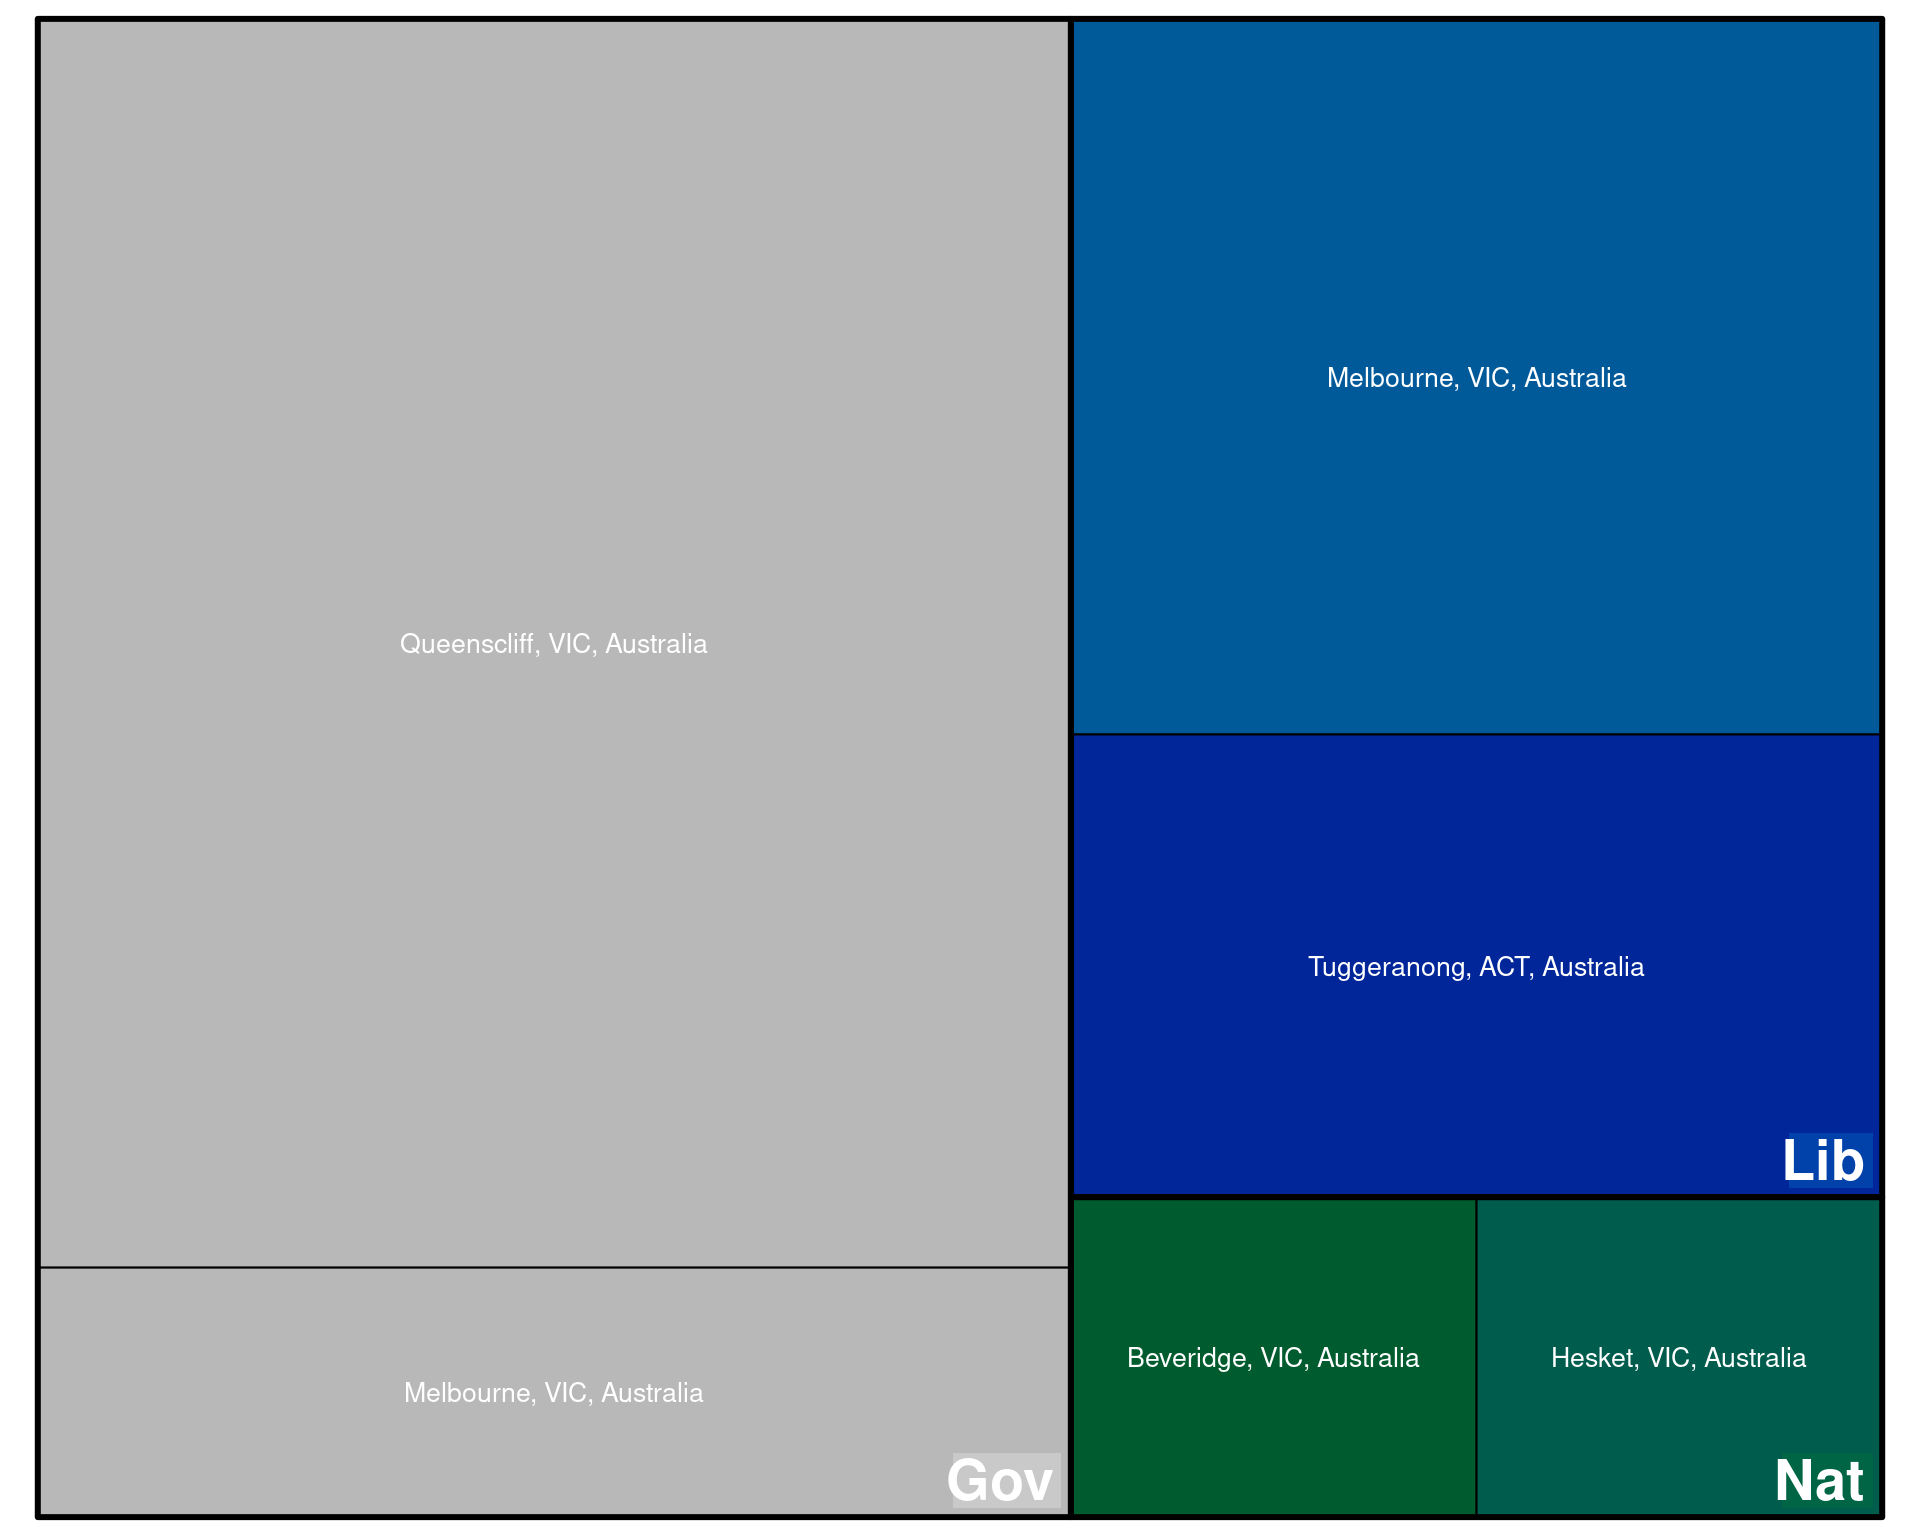 Queenscliff, VIC, Australia
Melbourne, VIC, Australia
Gov
Melbourne, VIC, Australia
Tuggeranong, ACT, Australia
Lib
Beveridge, VIC, Australia
Hesket, VIC, Australia
Nat